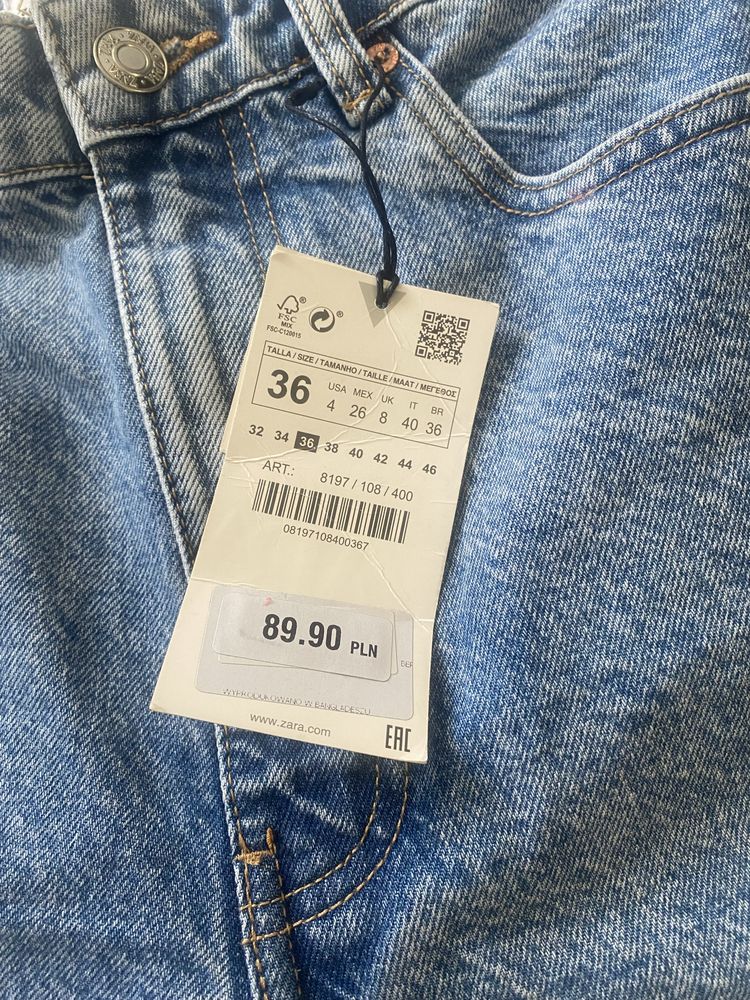 FSC
MIX
FSC-C120015
TALLA / SIZE / TAMANHO / TAILLE / MAAT / ΜΕΓΕΘΟΣ
36
USA MEX UK IT BR
4 26 8 40 36
32 34 36 38 40 42 44 46
ART.: 8197 / 108 / 400
08197108400367
89.90 PLN
WYPRODUKOWANO W BANGLADESZU
www.zara.com
EAC